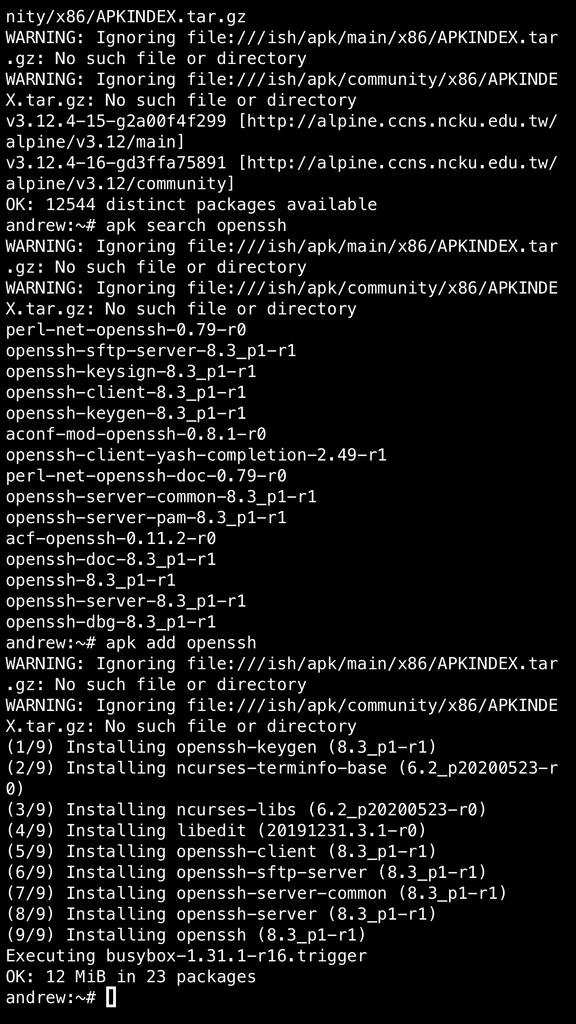 nity/x86/APKINDEX.tar.gz
WARNING: Ignoring file:///ish/apk/main/x86/APKINDEX.tar
.gz: No such file or directory
WARNING: Ignoring file:///ish/apk/community/x86/APKINDE
X.tar.gz: No such file or directory
v3.12.4-15-g2a00f4f299 [http://alpine.ccns.ncku.edu.tw/
alpine/v3.12/main]
v3.12.4-16-gd3ffa75891 [http://alpine.ccns.ncku.edu.tw/
alpine/v3.12/community]
OK: 12544 distinct packages available
andrew:~# apk search openssh
WARNING: Ignoring file:///ish/apk/main/x86/APKINDEX.tar
.gz: No such file or directory
WARNING: Ignoring file:///ish/apk/community/x86/APKINDE
X.tar.gz: No such file or directory
perl-net-openssh-0.79-r0
openssh-sftp-server-8.3_p1-r1
openssh-keysign-8.3_p1-r1
openssh-client-8.3_p1-r1
openssh-keygen-8.3_p1-r1
aconf-mod-openssh-0.8.1-r0
openssh-client-yash-completion-2.49-r1
perl-net-openssh-doc-0.79-r0
openssh-server-common-8.3_p1-r1
openssh-server-pam-8.3_p1-r1
acf-openssh-0.11.2-r0
openssh-doc-8.3_p1-r1
openssh-8.3_p1-r1
openssh-server-8.3_p1-r1
openssh-dbg-8.3_p1-r1
andrew:~# apk add openssh
WARNING: Ignoring file:///ish/apk/main/x86/APKINDEX.tar
.gz: No such file or directory
WARNING: Ignoring file:///ish/apk/community/x86/APKINDE
X.tar.gz: No such file or directory
(1/9) Installing openssh-keygen (8.3_p1-r1)
(2/9) Installing ncurses-terminfo-base (6.2_p20200523-r
0)
(3/9) Installing ncurses-libs (6.2_p20200523-r0)
(4/9) Installing libedit (20191231.3.1-r0)
(5/9) Installing openssh-client (8.3_p1-r1)
(6/9) Installing openssh-sftp-server (8.3_p1-r1)
(7/9) Installing openssh-server-common (8.3_p1-r1)
(8/9) Installing openssh-server (8.3_p1-r1)
(9/9) Installing openssh (8.3_p1-r1)
Executing busybox-1.31.1-r16.trigger
OK: 12 MiB in 23 packages
andrew:~#